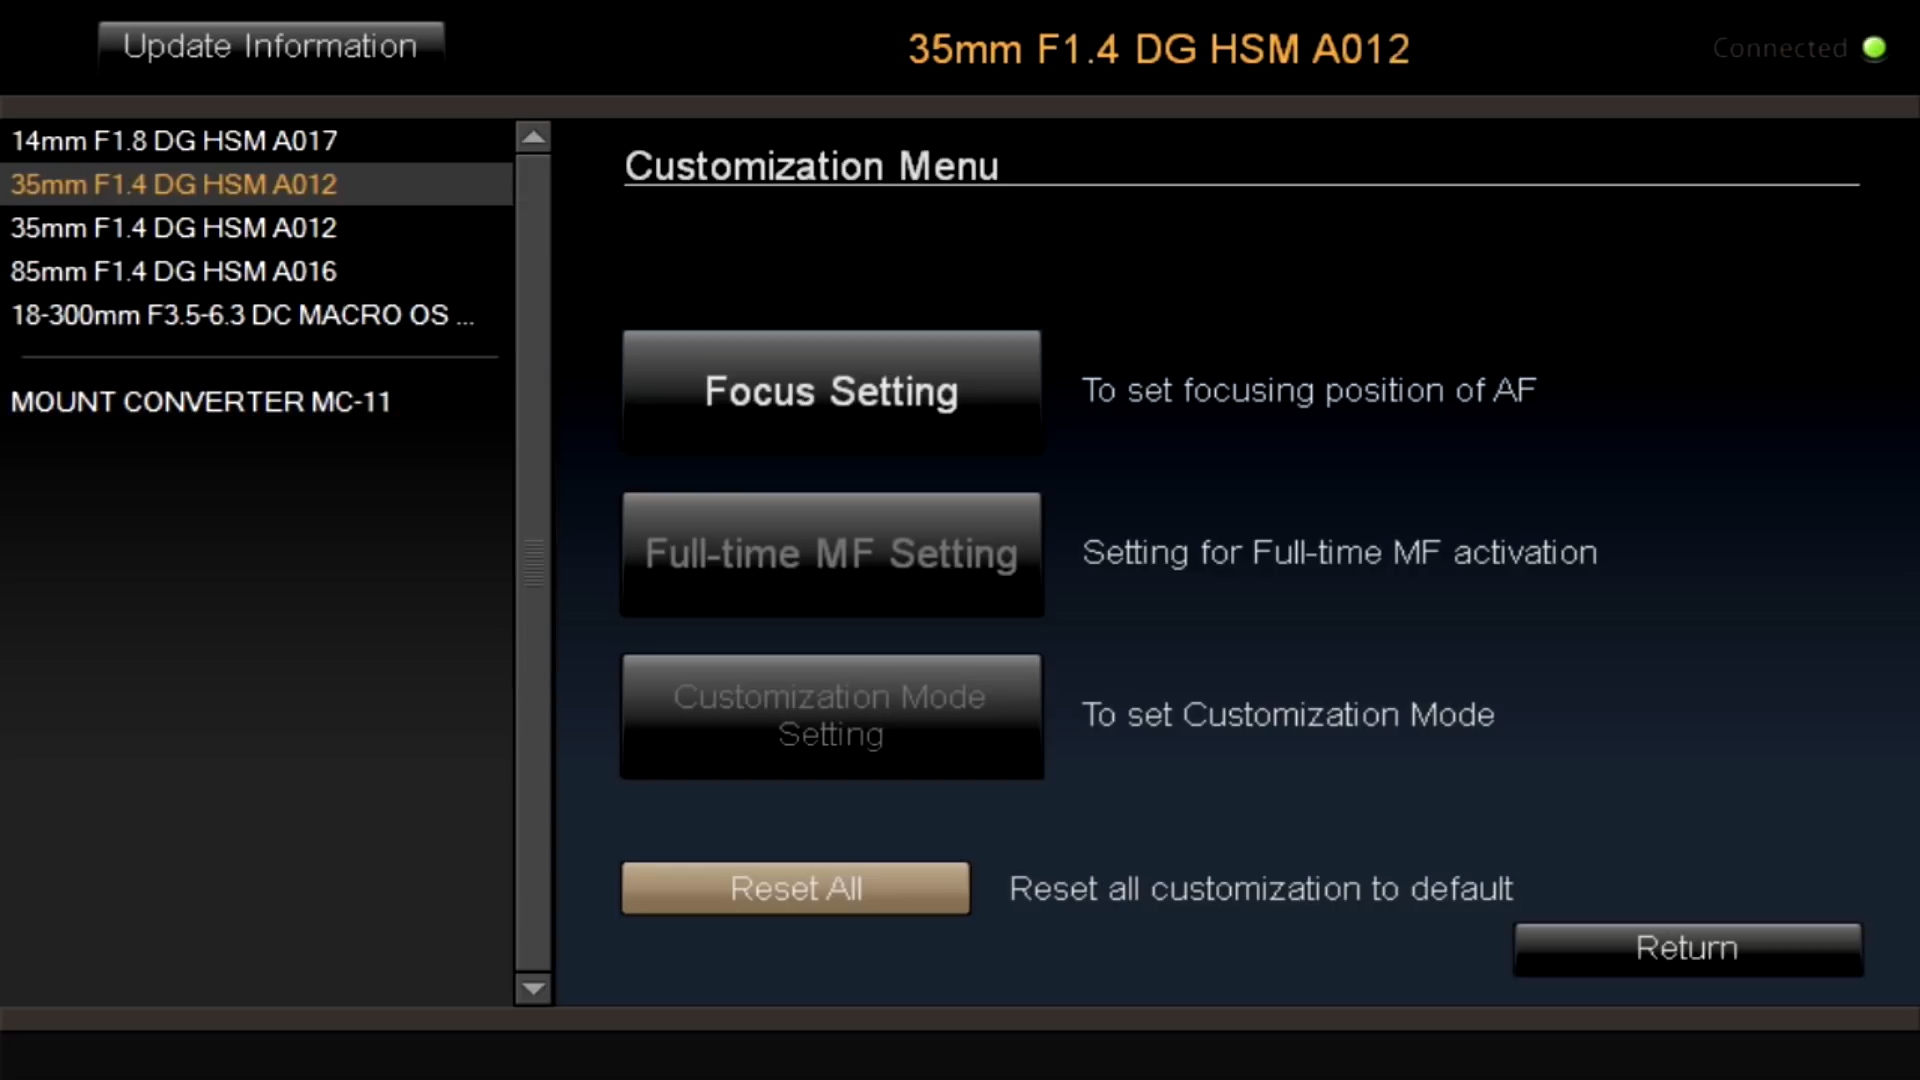 Update Information
35mm F1.4 DG HSM A012
Connected
14mm F1.8 DG HSM A017
35mm F1.4 DG HSM A012
35mm F1.4 DG HSM A012
85mm F1.4 DG HSM A016
18-300mm F3.5-6.3 DC MACRO OS ...
MOUNT CONVERTER MC-11
Customization Menu
Focus Setting
To set focusing position of AF
Full-time MF Setting
Setting for Full-time MF activation
Customization Mode
Setting
To set Customization Mode
Reset All
Reset all customization to default
Return